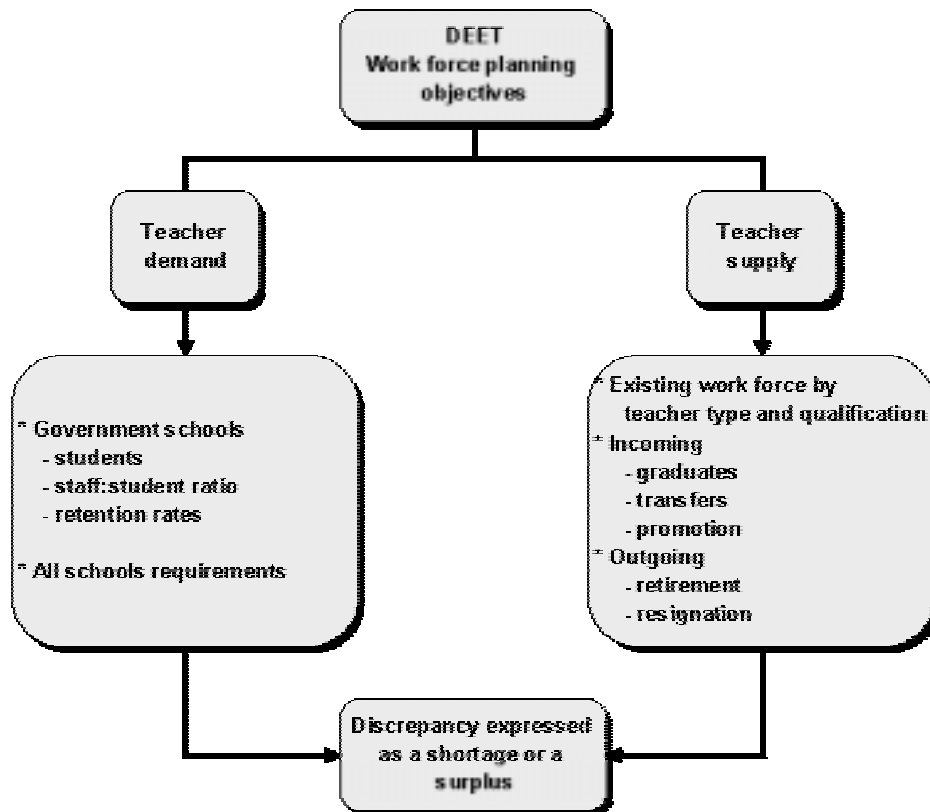 DEET
Work force planning
objectives
Teacher
demand
Teacher
supply
* Government schools
- students
- staff:student ratio
- retention rates
* All schools requirements
* Existing work force by
teacher type and qualification
* Incoming
- graduates
- transfers
- promotion
* Outgoing
- retirement
- resignation
Discrepancy expressed
as a shortage or a
surplus